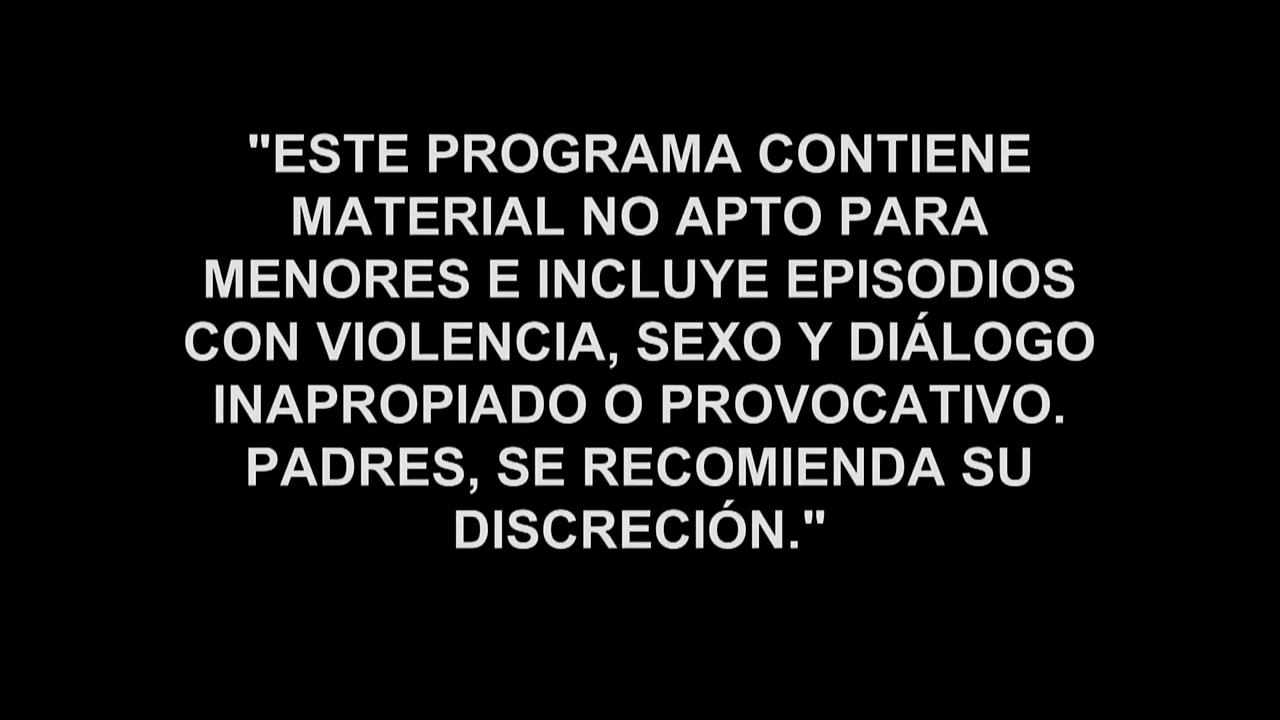 "ESTE PROGRAMA CONTIENE
MATERIAL NO APTO PARA
MENORES E INCLUYE EPISODIOS
CON VIOLENCIA, SEXO Y DIÁLOGO
INAPROPIADO O PROVOCATIVO.
PADRES, SE RECOMIENDA SU
DISCRECIÓN."